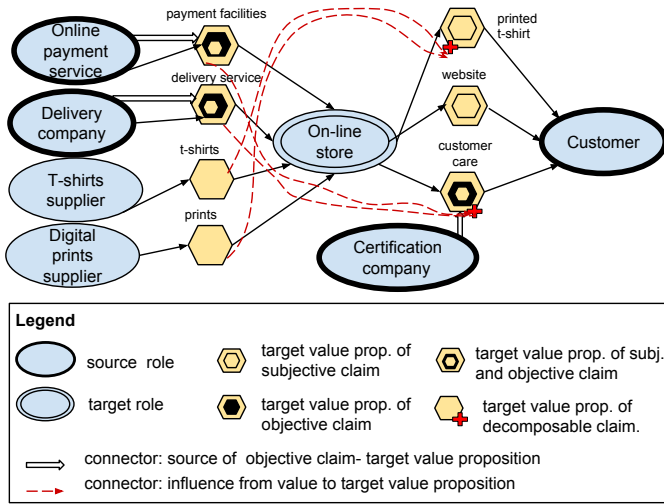 Online
payment
service
payment facilities
printed
t-shirt
delivery service
website
Delivery
company
On-line
store
Customer
customer
care
t-shirts
T-shirts
supplier
prints
Digital
prints
supplier
Certification
company
Legend
source role
target value prop. of
subjective claim
target value prop. of subj.
and objective claim
target role
target value prop. of
objective claim
target value prop. of
decomposable claim.
connector: source of objective claim- target value proposition
connector: influence from value to target value proposition